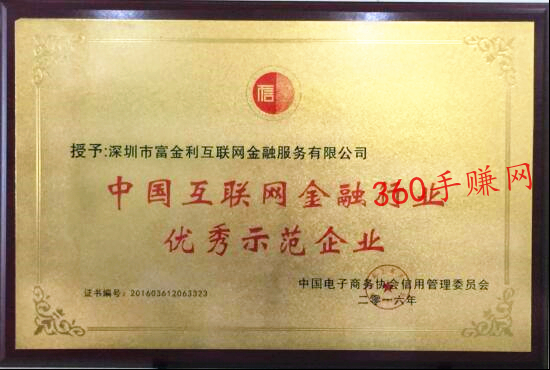 信
授予:深圳市富金利互联网金融服务有限公司
中国互联网金融行业
360手赚网
优秀示范企业
中国电子商务协会信用管理委员会
二零一六年
证书编号：201603612063323